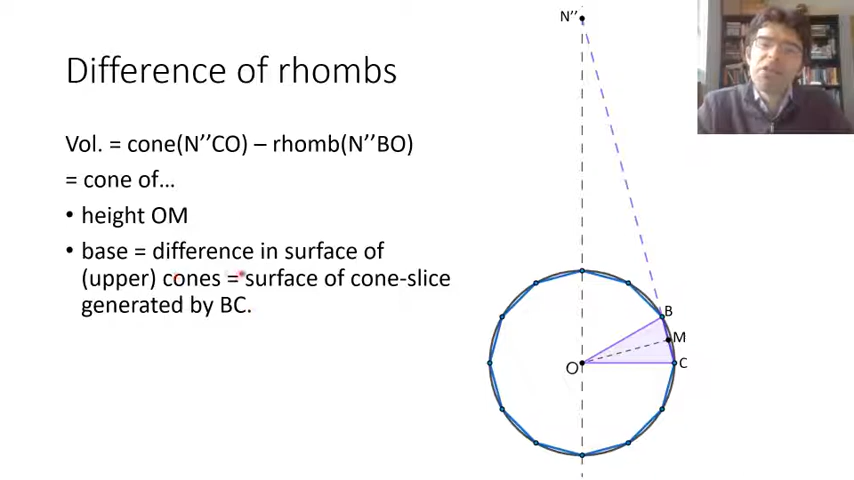 N’’
Difference of rhombs
Vol. = cone(N’’CO) – rhomb(N’’BO)
= cone of…
• height OM
• base = difference in surface of
(upper) cones = surface of cone-slice
generated by BC.
B
M
O
C